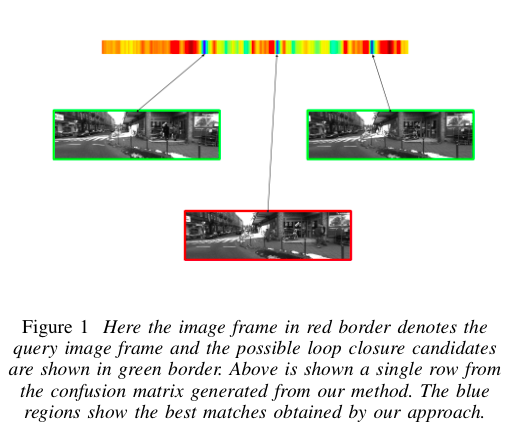 Figure 1 Here the image frame in red border denotes the
query image frame and the possible loop closure candidates
are shown in green border. Above is shown a single row from
the confusion matrix generated from our method. The blue
regions show the best matches obtained by our approach.